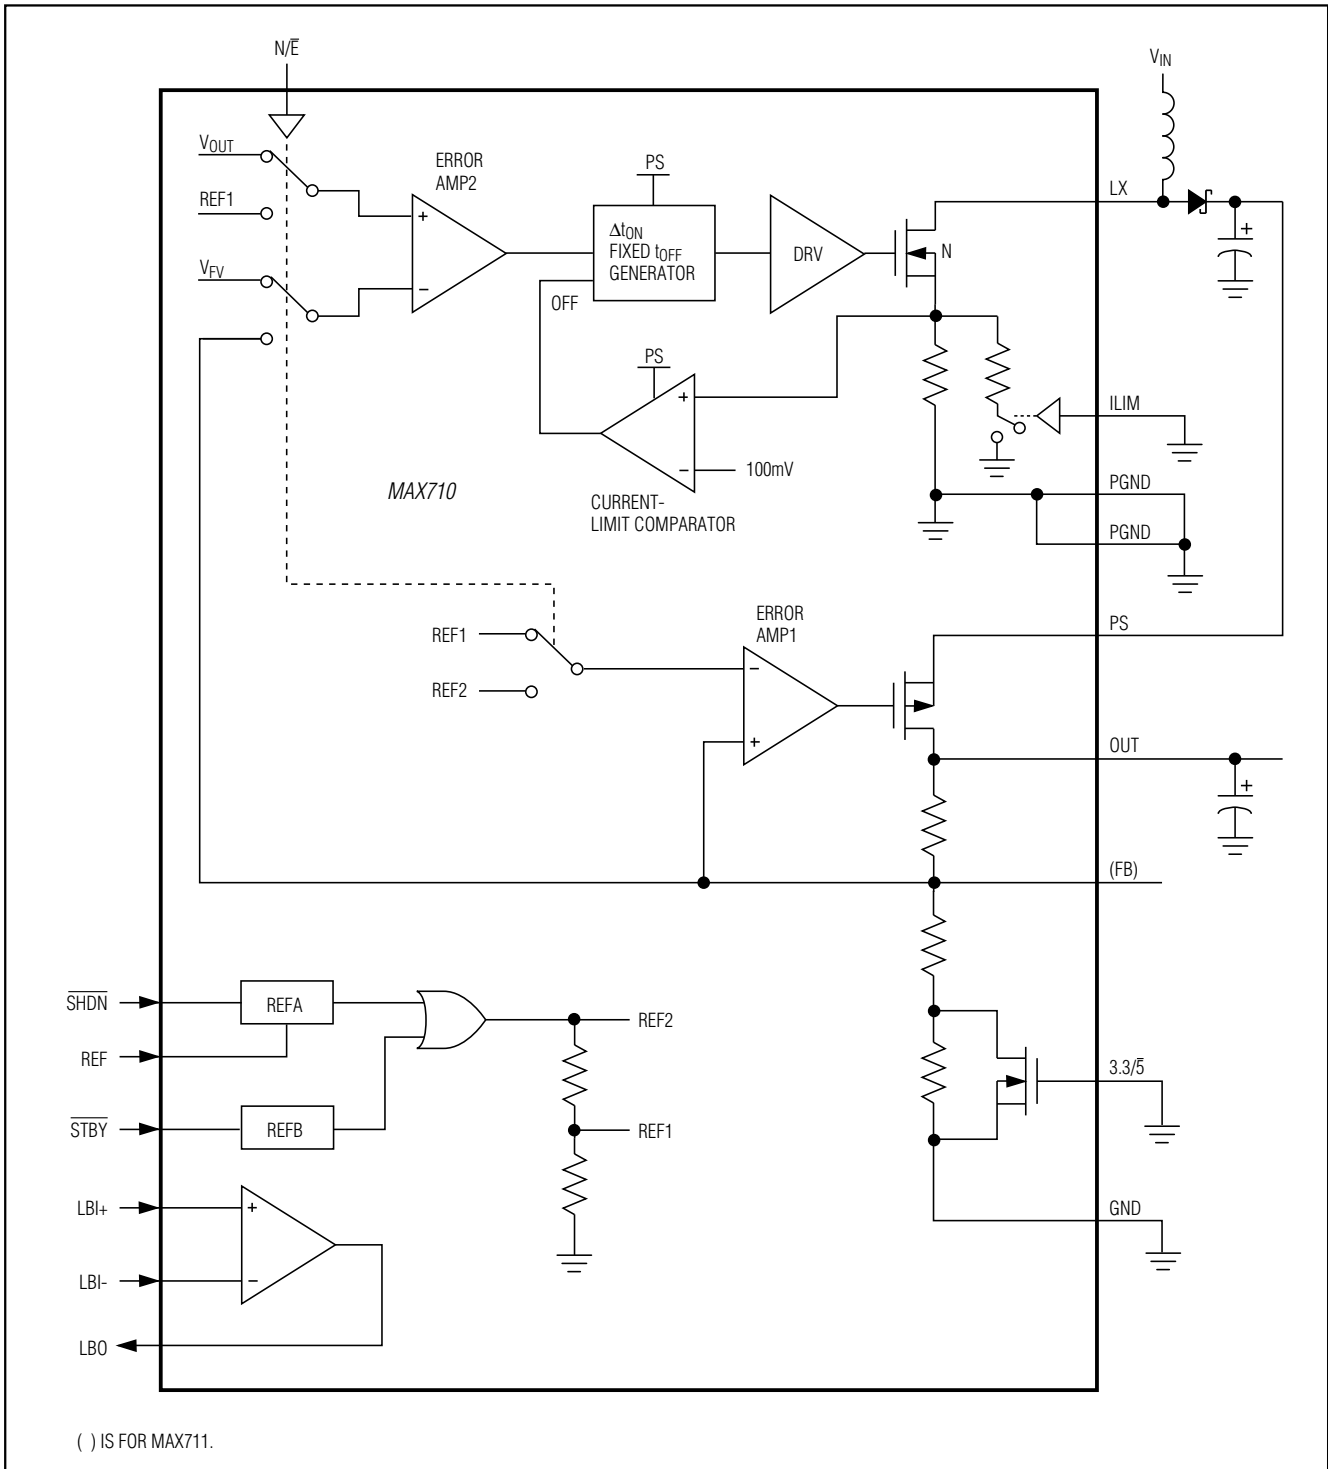 N/E̅
VIN
VOUT
ERROR
AMP2
PS
LX
REF1
ΔtON
FIXED tOFF
GENERATOR
DRV
N
+
+
VFV
−
OFF
PS
ILIM
+
−
100mV
MAX710
PGND
CURRENT-
LIMIT COMPARATOR
PGND
ERROR
AMP1
PS
REF1
−
REF2
+
OUT
+
(FB)
S̅H̅D̅N̅
REFA
REF2
REF
3.3/5̅
S̅T̅B̅Y̅
REFB
REF1
LBI+
+
GND
LBI-
−
LBO
( ) IS FOR MAX711.